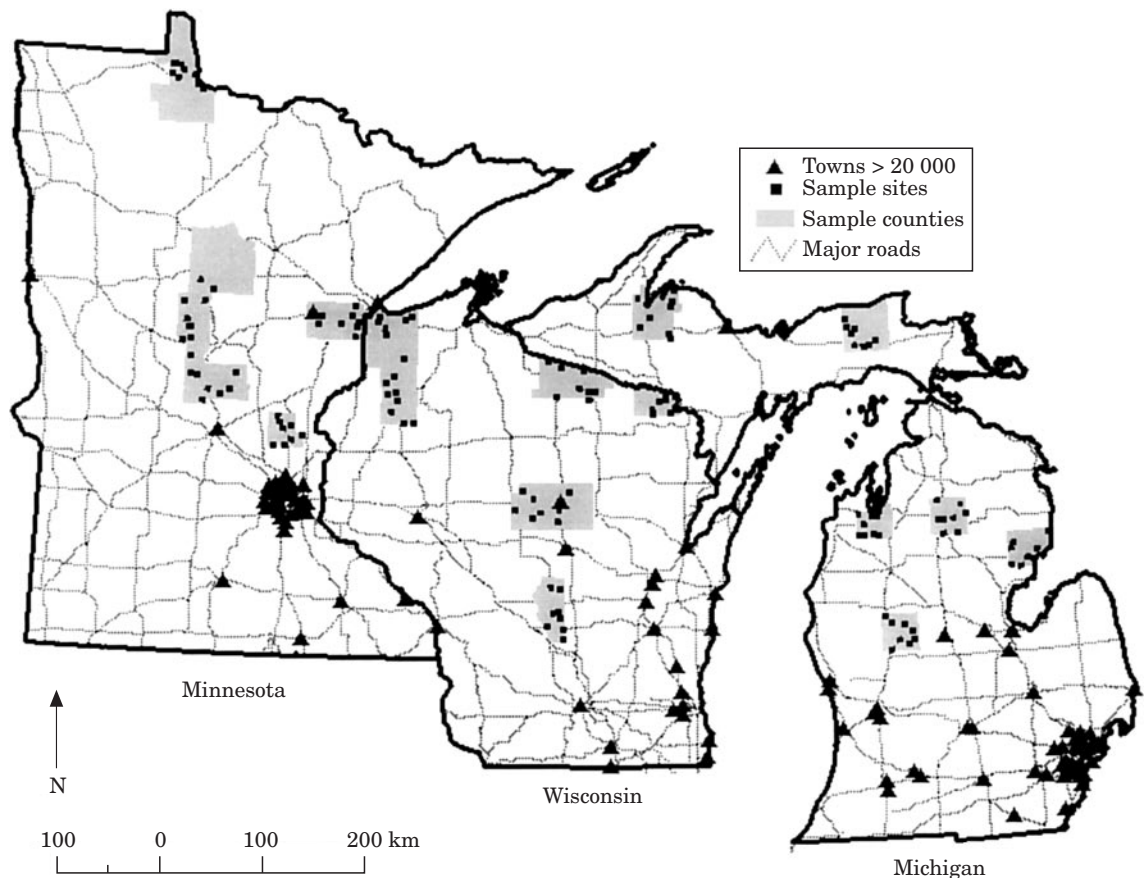 Towns > 20 000
Sample sites
Sample counties
Major roads
Minnesota
N
Wisconsin
100 0 100 200 km
Michigan